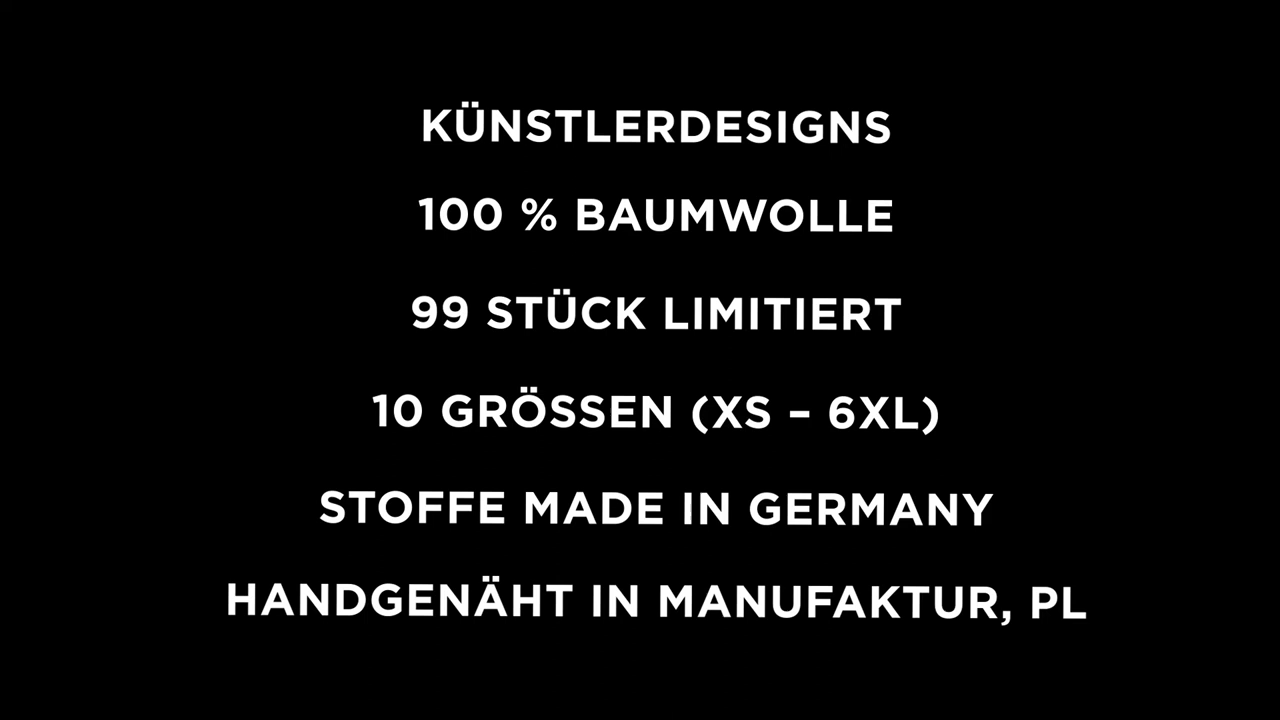 KÜNSTLERDESIGNS
100 % BAUMWOLLE
99 STÜCK LIMITIERT
10 GRÖSSEN (XS – 6XL)
STOFFE MADE IN GERMANY
HANDGENÄHT IN MANUFAKTUR, PL